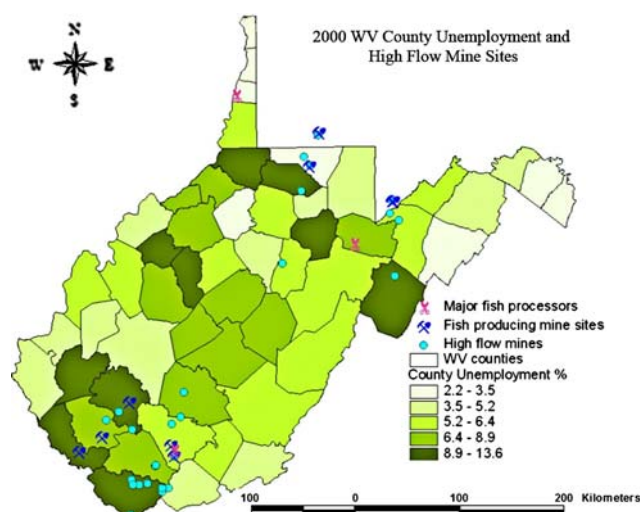 2000 WV County Unemployment and
High Flow Mine Sites
N
W E
S
Major fish processors
Fish producing mine sites
High flow mines
WV counties
County Unemployment %
2.2 - 3.5
3.5 - 5.2
5.2 - 6.4
6.4 - 8.9
8.9 - 13.6
Kilometers
100 0 100 200